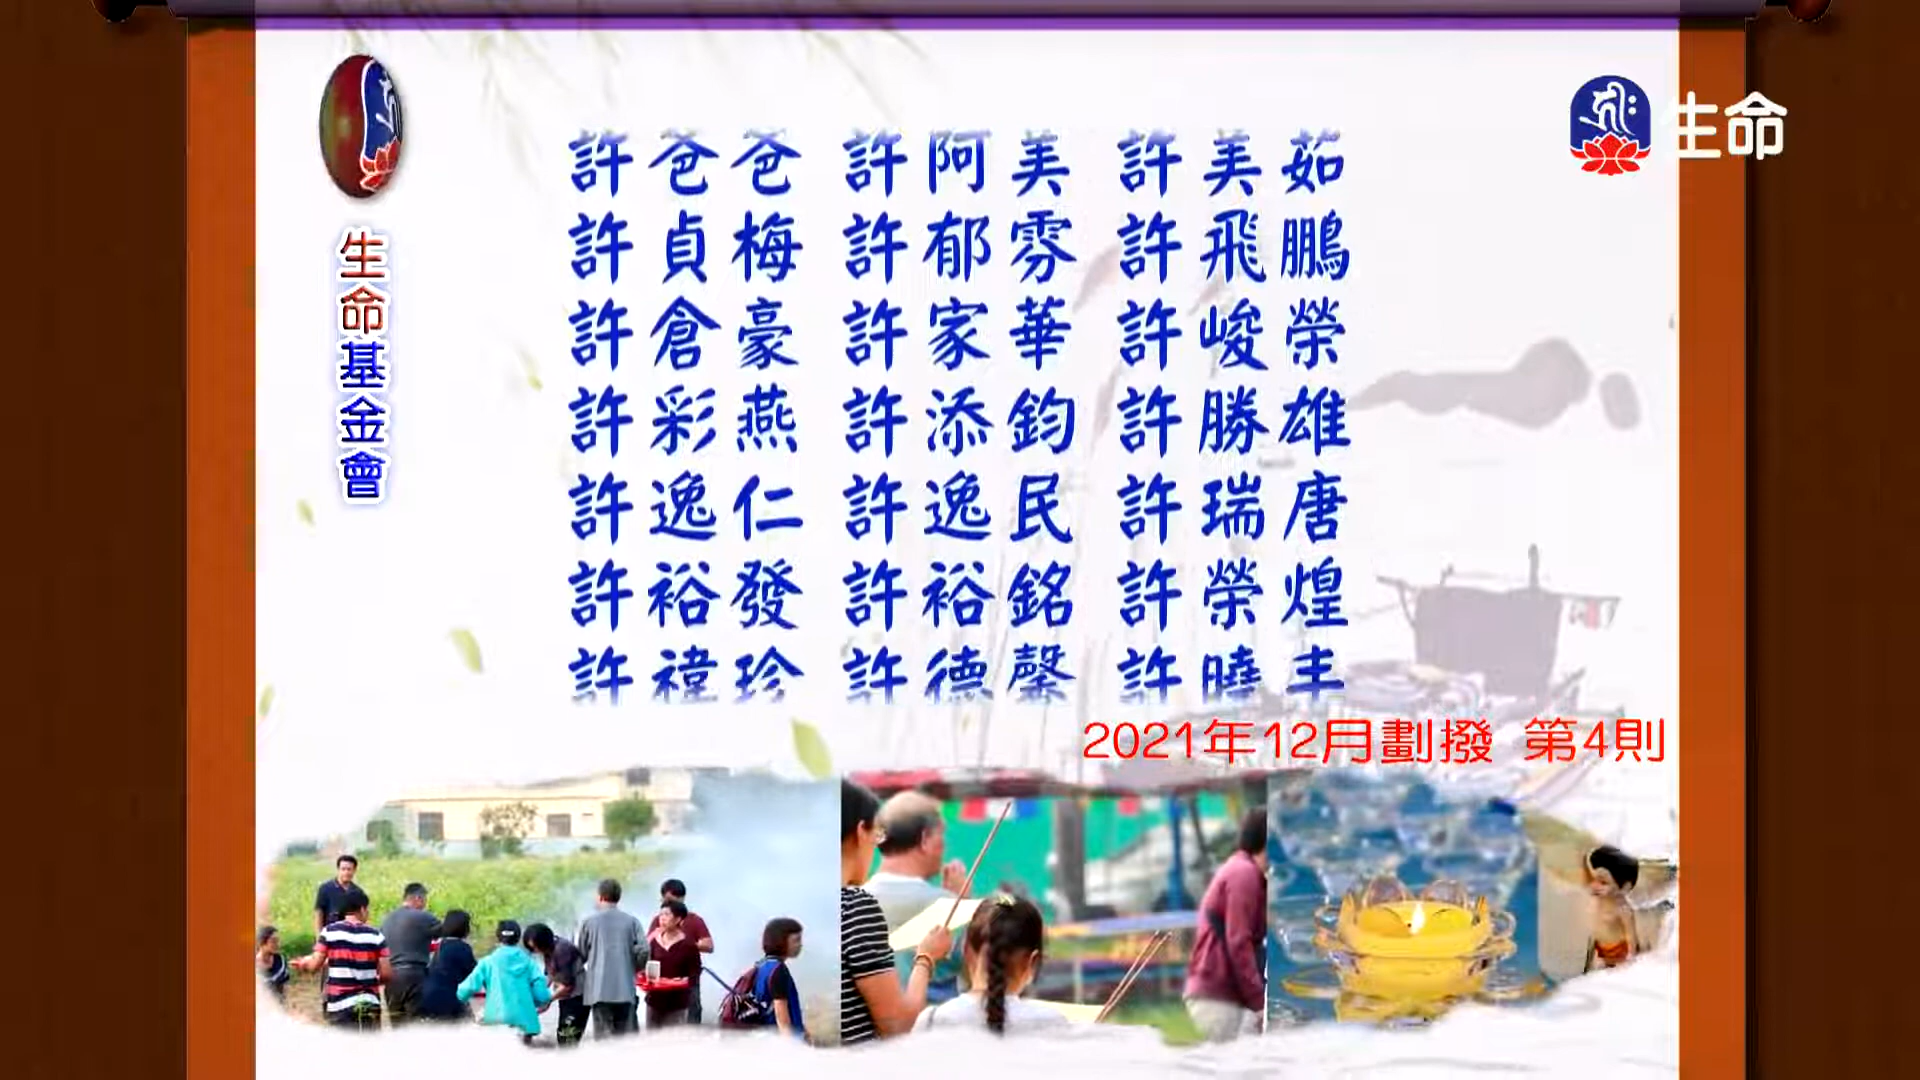 生命
生命基金會
許爸爸 許阿美 許美茹
許貞梅 許郁雰 許飛鵬
許倉豪 許家華 許峻榮
許彩燕 許添鈞 許勝雄
許逸仁 許逸民 許瑞唐
許裕發 許裕銘 許榮煌
許禕珍 許德馨 許曉丰
2021年12月劃撥 第4則